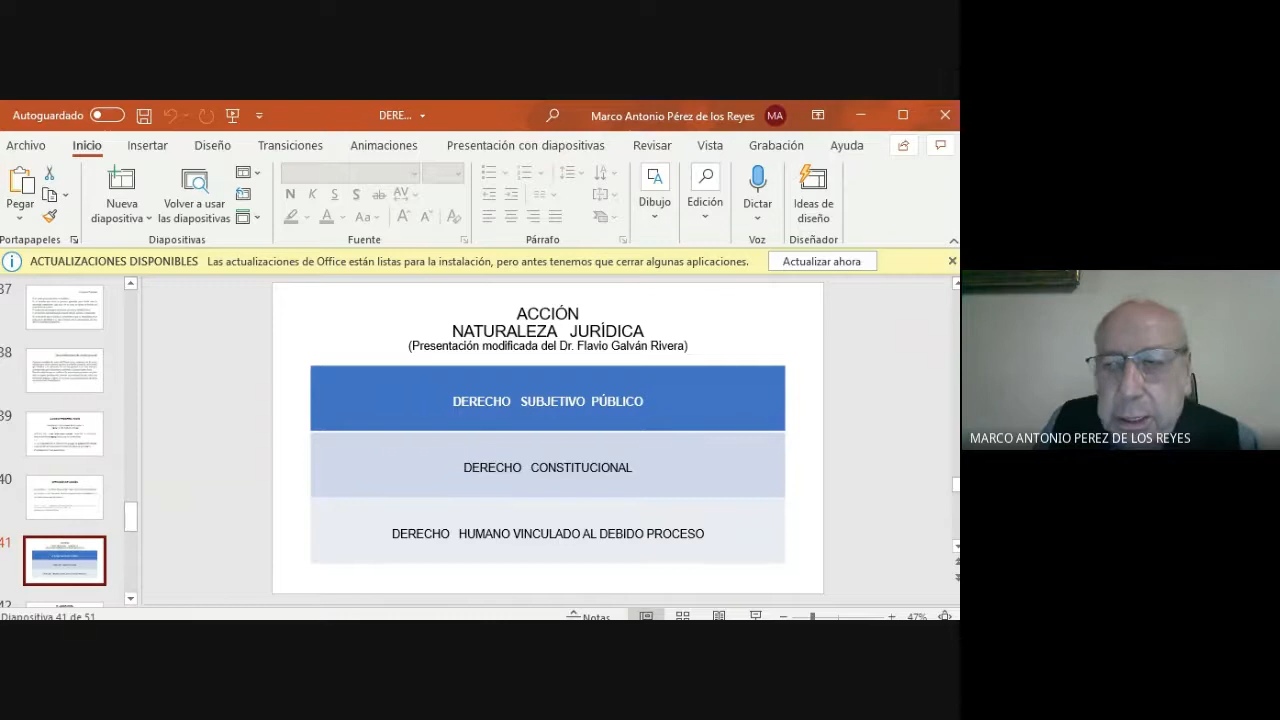 Autoguardado
DERE...
Marco Antonio Pérez de los Reyes
MA
Archivo
Inicio
Insertar
Diseño
Transiciones
Animaciones
Presentación con diapositivas
Revisar
Vista
Grabación
Ayuda
Pegar
Nueva diapositiva
Volver a usar las diapositivas
N K S S ab AV
Aa A A
Dibujo
Edición
Dictar
Ideas de diseño
Portapapeles
Diapositivas
Fuente
Párrafo
Voz
Diseñador
ACTUALIZACIONES DISPONIBLES Las actualizaciones de Office están listas para la instalación, pero antes tenemos que cerrar algunas aplicaciones.
Actualizar ahora
37
38
39
40
41
42
ACCIÓN
NATURALEZA JURÍDICA
(Presentación modificada del Dr. Flavio Galván Rivera)
DERECHO SUBJETIVO PÚBLICO
DERECHO CONSTITUCIONAL
DERECHO HUMANO VINCULADO AL DEBIDO PROCESO
Diapositiva 41 de 51
Notas
47%
MARCO ANTONIO PEREZ DE LOS REYES